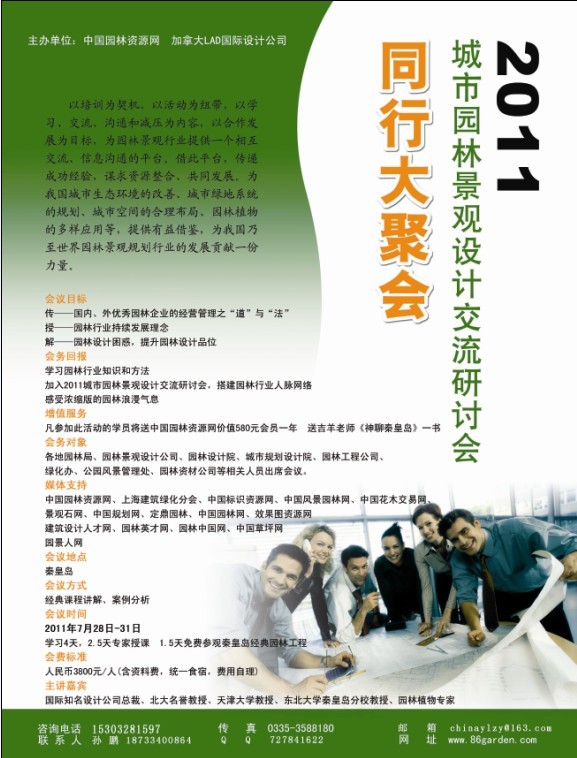 主办单位：中国园林资源网　加拿大LAD国际设计公司
2011
城市园林景观设计交流研讨会
同行大聚会
以培训为契机，以活动为纽带，以学
习、交流、沟通和减压为内容，以合作发
展为目标，为园林景观行业提供一个相互
交流、信息沟通的平台。借此平台，传递
成功经验，谋求资源整合、共同发展，为
我国城市生态环境的改善、城市绿地系统
的规划、城市空间的合理布局、园林植物
的多样应用等，提供有益借鉴，为我国乃
至世界园林景观规划行业的发展贡献一份
力量。
会议目标
传——国内、外优秀园林企业的经营管理之“道”与“法”
授——园林行业持续发展理念
解——园林设计困惑，提升园林设计品位
会务回报
学习园林行业知识和方法
加入2011城市园林景观设计交流研讨会，搭建园林行业人脉网络
感受浓缩版的园林浪漫气息
增值服务
凡参加此活动的学员将送中国园林资源网价值580元会员一年　送吉羊老师《神聊秦皇岛》一书
会务对象
各地园林局、园林景观设计公司、园林设计院、城市规划设计院、园林工程公司、
绿化办、公园风景管理处、园林资材公司等相关人员出席会议。
媒体支持
中国园林资源网、上海建筑绿化分会、中国标识资源网、中国风景园林网、中国花木交易网、
景观石网、中国规划网、定鼎园林、中国园林网、效果图资源网
建筑设计人才网、园林英才网、园林中国网、中国草坪网
园景人网
会议地点
秦皇岛
会议方式
经典课程讲解、案例分析
会议时间
2011年7月28日-31日
学习4天，2.5天专家授课　1.5天免费参观秦皇岛经典园林工程
会费标准
人民币3800元/人(含资料费，统一食宿，费用自理)
主讲嘉宾
国际知名设计公司总裁、北大名誉教授、天津大学教授、东北大学秦皇岛分校教授、园林植物专家
咨询电话　15303281597　传　真　0335-3588180　邮　箱　chinaylzy@163.com
联 系 人　孙 鹏 18733400864　Q　Q　727841622　网　址　www.86garden.com